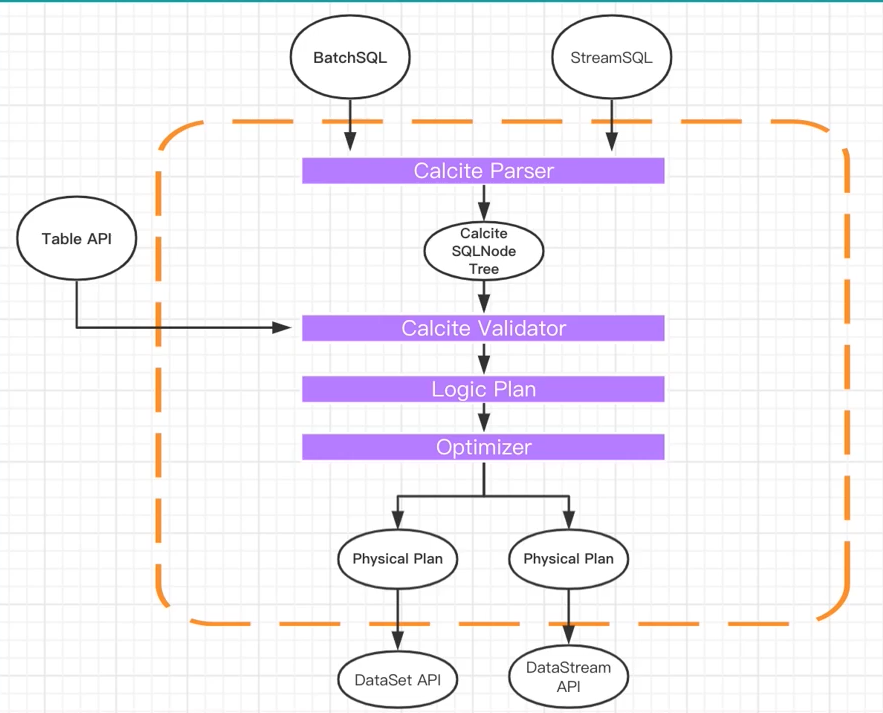 BatchSQL
StreamSQL
Calcite Parser
Table API
Calcite
SQLNode
Tree
Calcite Validator
Logic Plan
Optimizer
Physical Plan
Physical Plan
DataSet API
DataStream
API